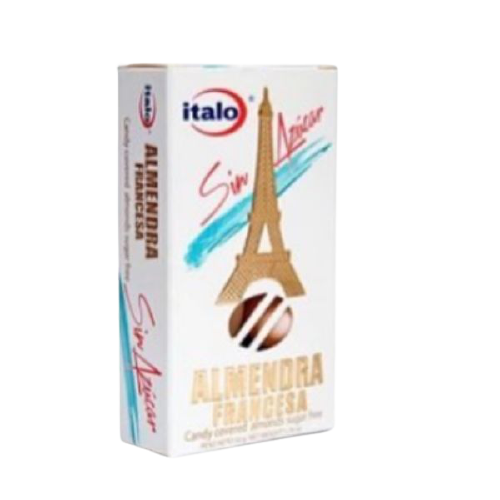 italo
Sin Azúcar
ALMENDRA
FRANCESA
Candy covered almonds sugar free
italo
ALMENDRA
FRANCESA
Candy covered almonds sugar free
Sin Azúcar